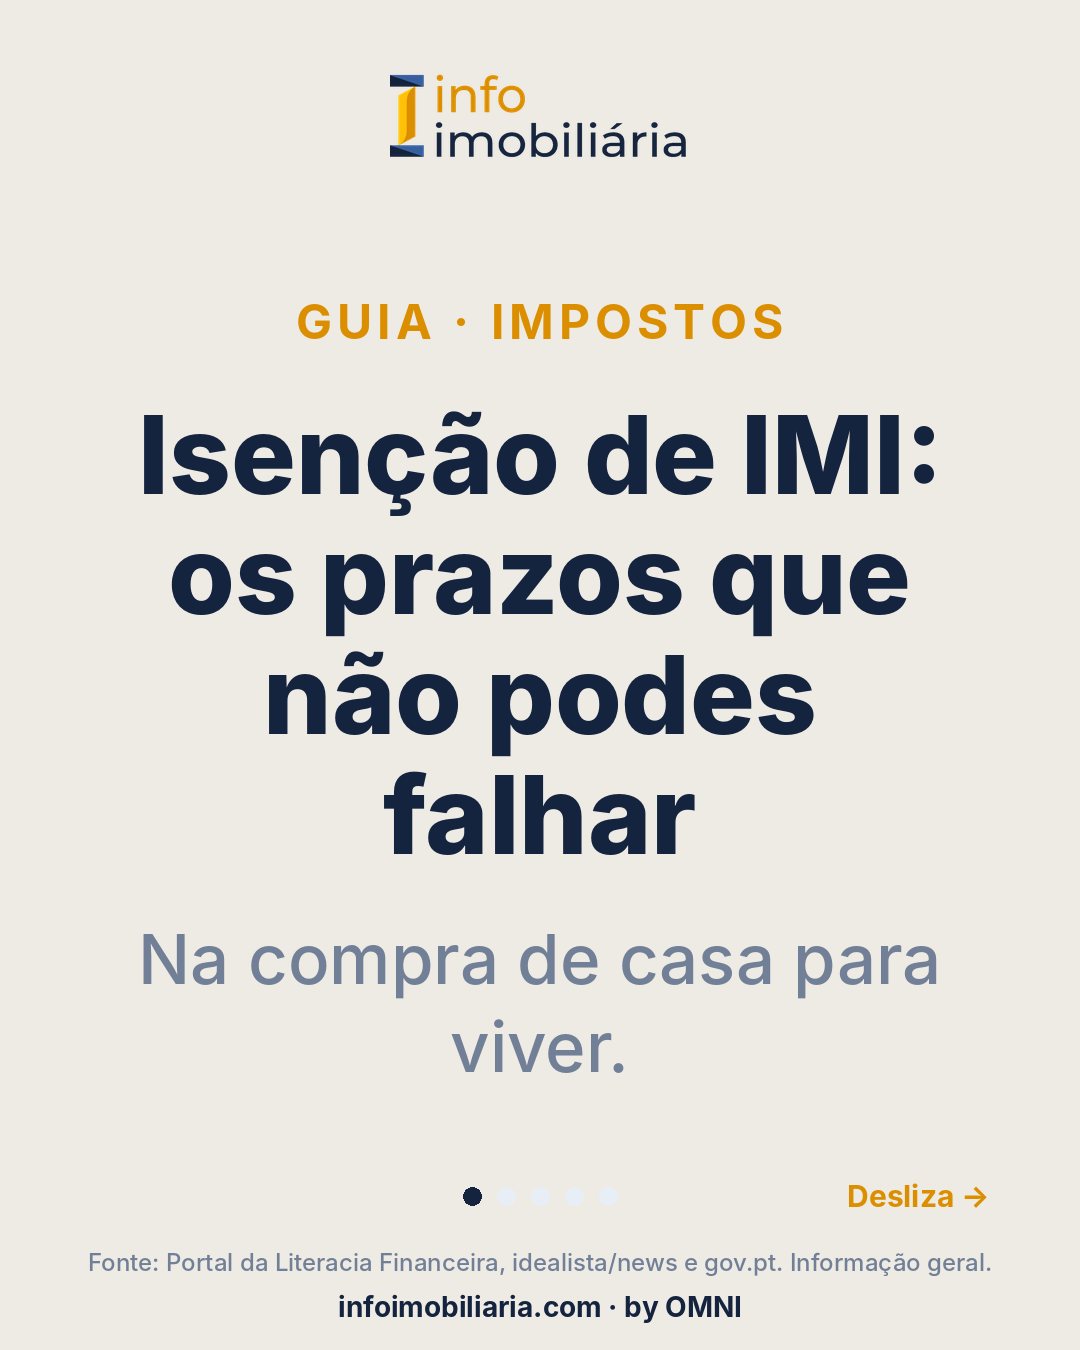 info
imobiliária
GUIA · IMPOSTOS
Isenção de IMI:
os prazos que
não podes
falhar
Na compra de casa para
viver.
Desliza →
Fonte: Portal da Literacia Financeira, idealista/news e gov.pt. Informação geral.
infoimobiliaria.com · by OMNI